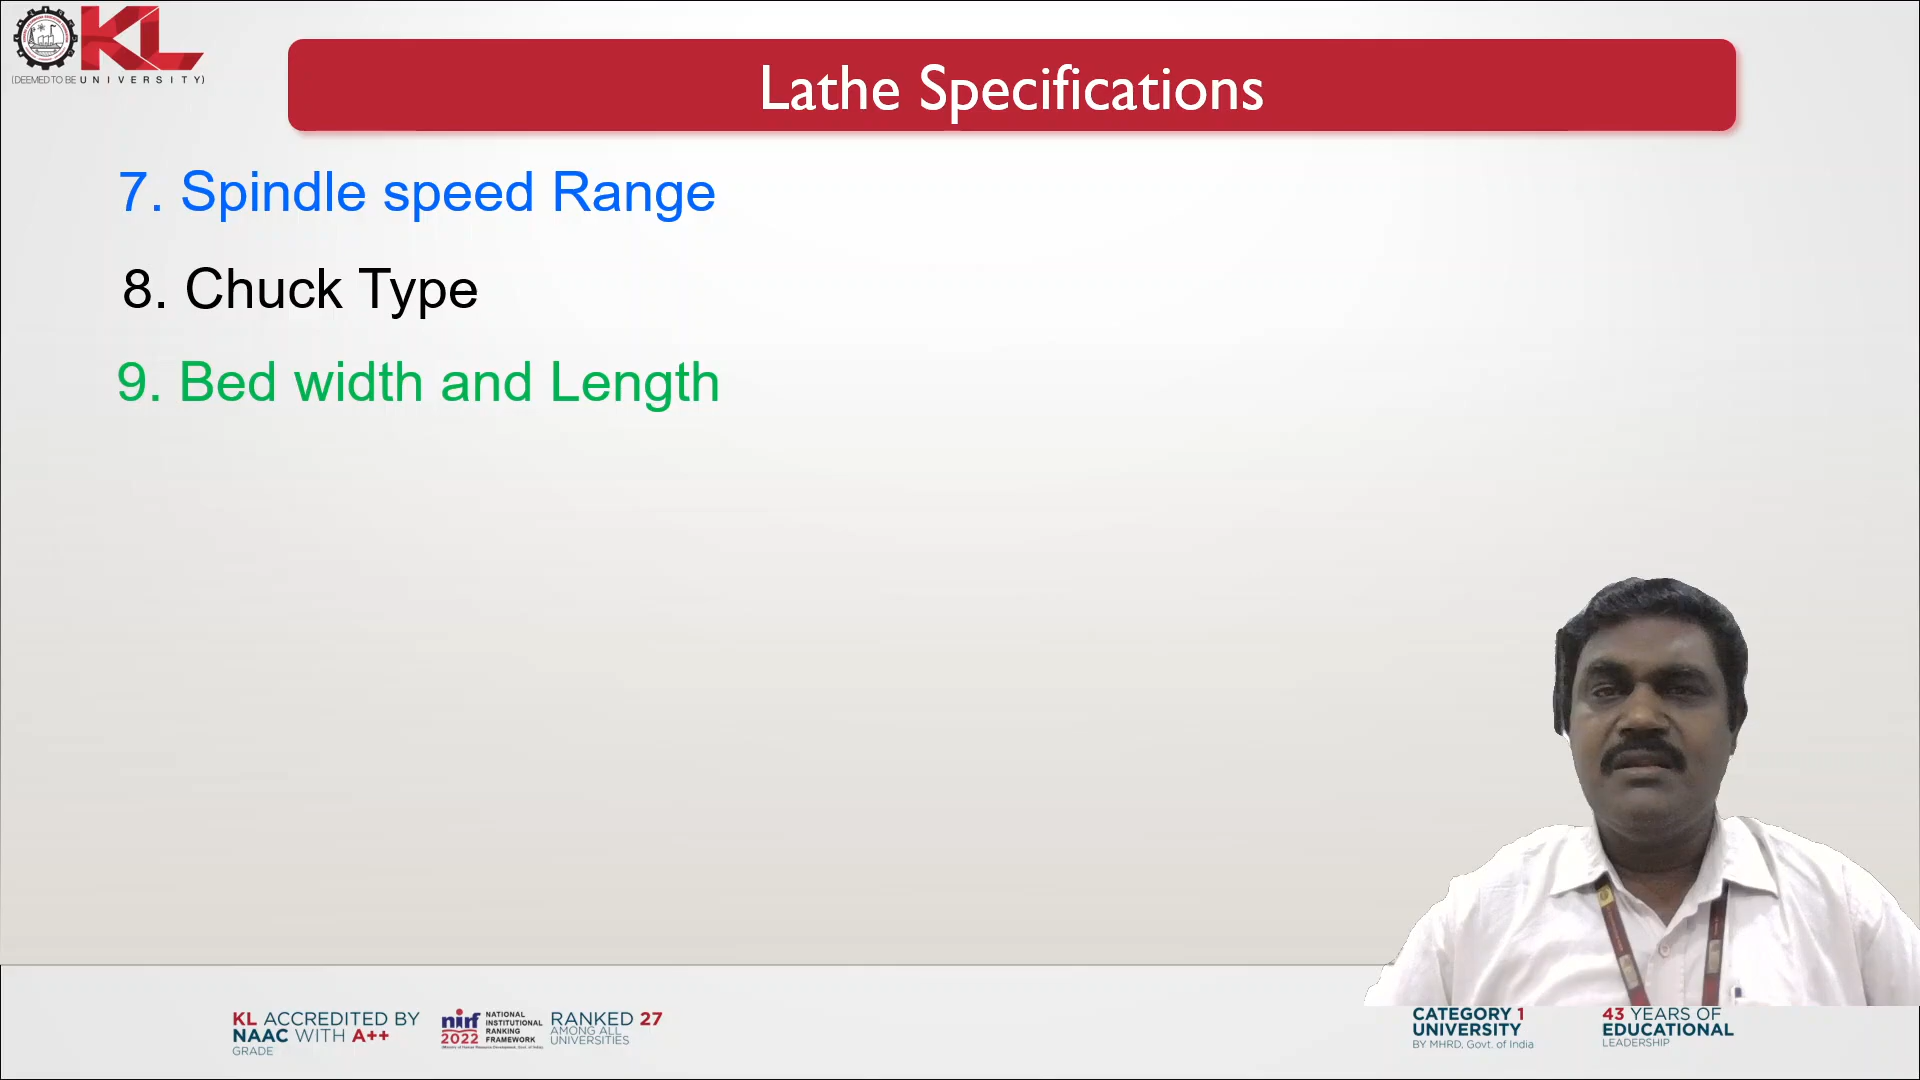 KL
(DEEMED TO BE UNIVERSITY)
Lathe Specifications
7. Spindle speed Range
8. Chuck Type
9. Bed width and Length
KL ACCREDITED BY
NAAC WITH A++
GRADE
nirf
2022
NATIONAL
INSTITUTIONAL
RANKING
FRAMEWORK
RANKED 27
AMONG ALL
UNIVERSITIES
CATEGORY 1
UNIVERSITY
BY MHRD, Govt. of India
43 YEARS OF
EDUCATIONAL
LEADERSHIP